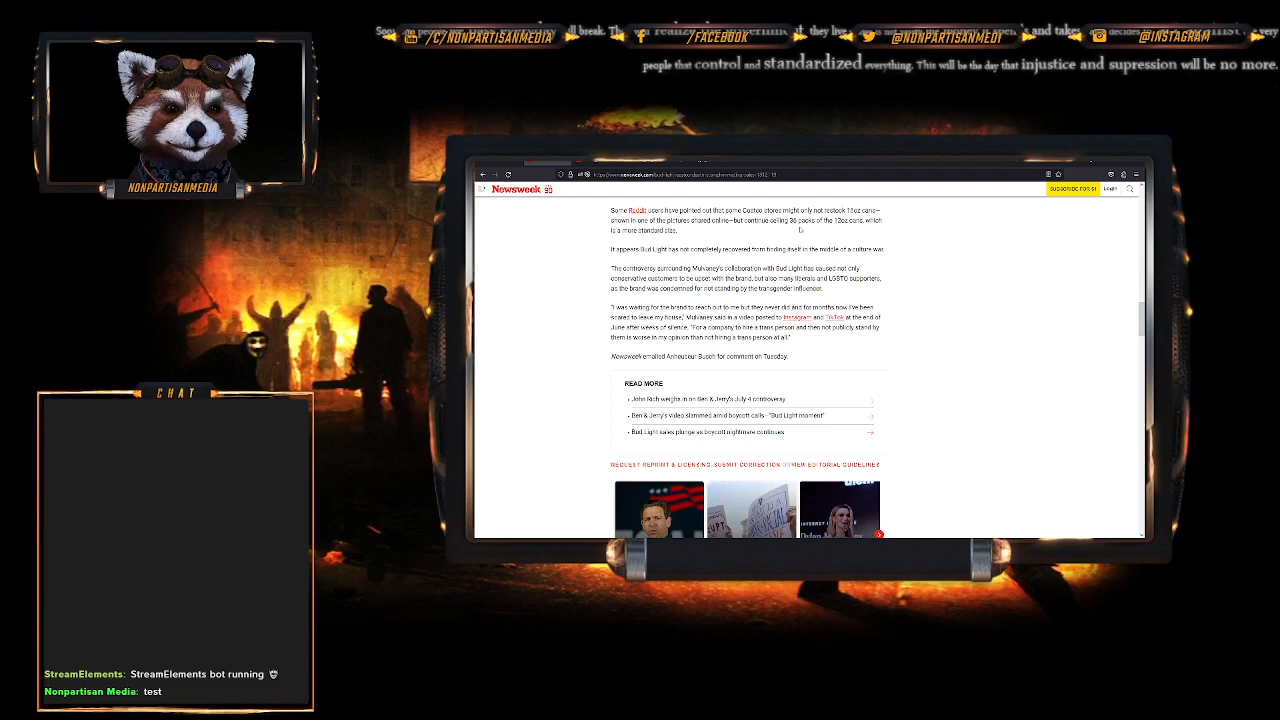 /C/NONPARTISANMEDIA
/FACEBOOK
@NONPARTISANMEDI
@INSTAGRAM
people that control and standardized everything. This will be the day that injustice and supression will be no more.
NONPARTISANMEDIA
Newsweek
SUBSCRIBE FOR $1
LOGIN
Some Reddit users have pointed out that some Costco stores might only not restock 16oz cans—
shown in one of the pictures shared online—but continue selling 36 packs of the 12oz cans, which
is a more standard size.
It appears Bud Light has not completely recovered from finding itself in the middle of a culture war.
The controversy surrounding Mulvaney's collaboration with Bud Light has caused not only
conservative customers to be upset with the brand, but also many liberals and LGBTQ supporters,
as the brand was condemned for not standing by the transgender influencer.
"I was waiting for the brand to reach out to me but they never did and for months now I've been
scared to leave my house," Mulvaney said in a video posted to Instagram and TikTok at the end of
June after weeks of silence. "For a company to hire a trans person and then not publicly stand by
them is worse in my opinion than not hiring a trans person at all."
Newsweek emailed Anheuser-Busch for comment on Tuesday.
READ MORE
• John Rich weighs in on Ben & Jerry's July 4 controversy
• Ben & Jerry's video slammed amid boycott calls—"Bud Light moment"
• Bud Light sales plunge as boycott nightmare continues
REQUEST REPRINT & LICENSING, SUBMIT CORRECTION OR VIEW EDITORIAL GUIDELINES
CHAT
StreamElements: StreamElements bot running
Nonpartisan Media: test